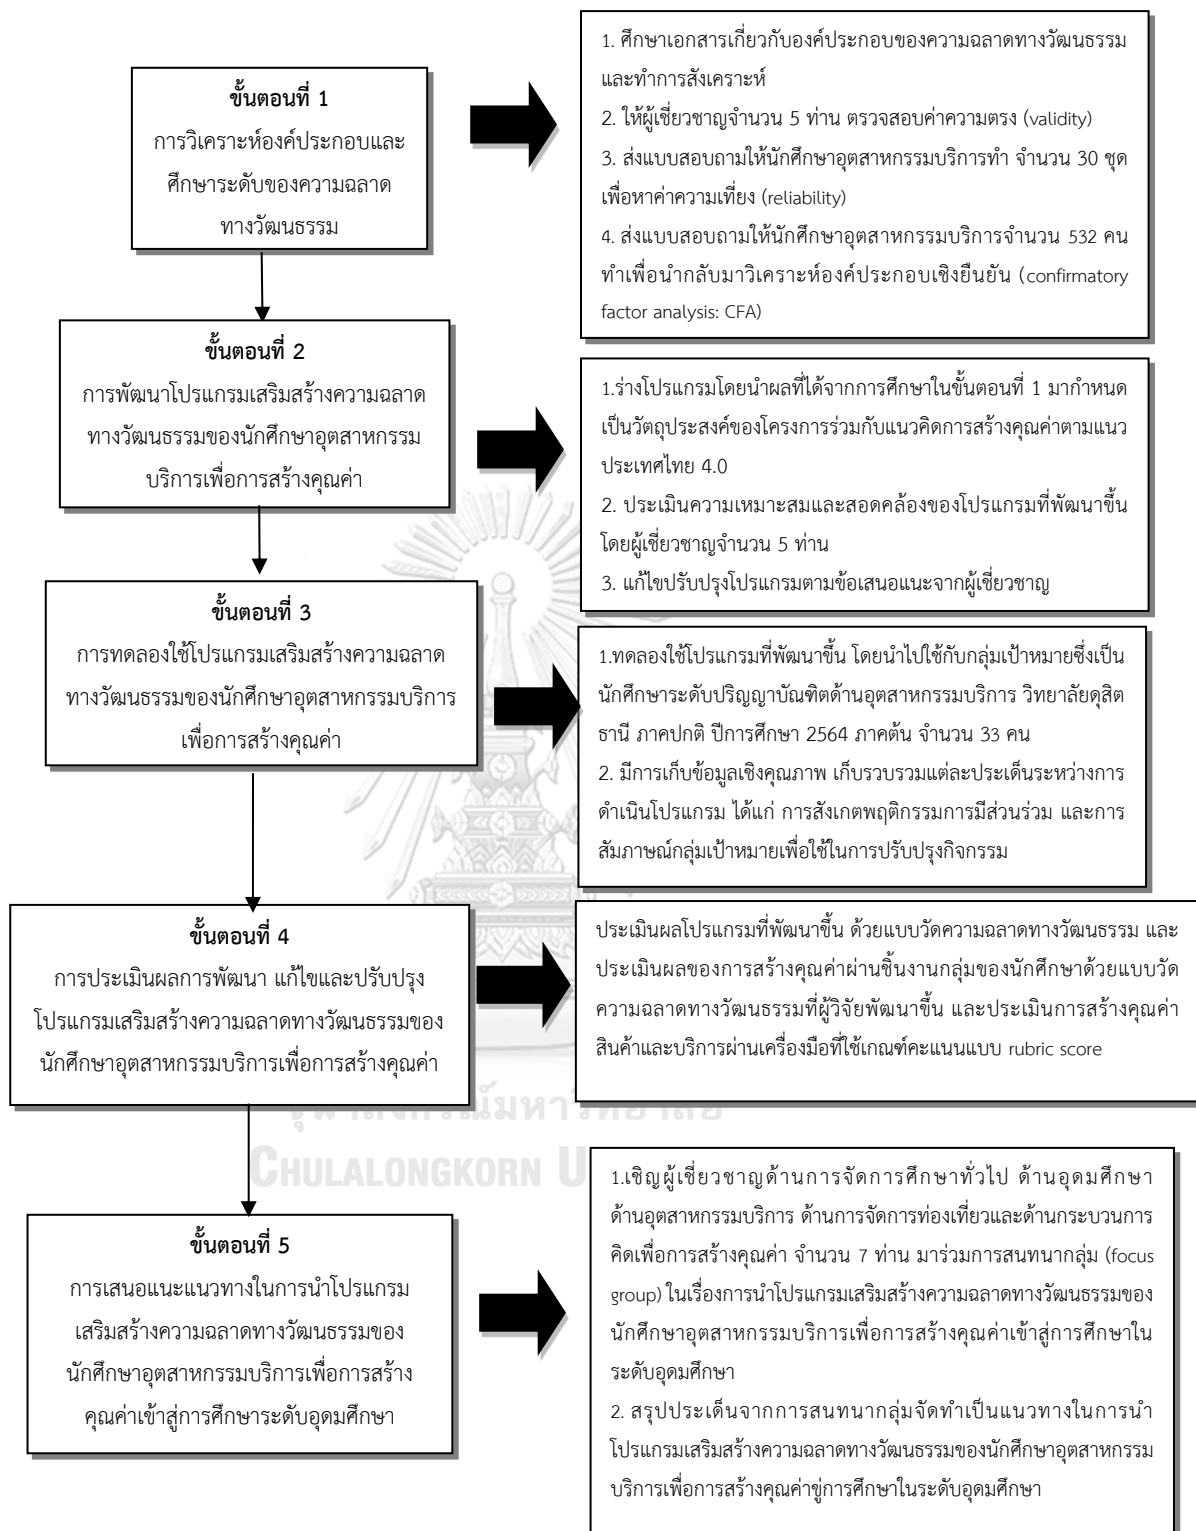 ขั้นตอนที่ 1
การวิเคราะห์องค์ประกอบและ
ศึกษาระดับของความฉลาด
ทางวัฒนธรรม
1. ศึกษาเอกสารเกี่ยวกับองค์ประกอบของความฉลาดทางวัฒนธรรม
และทำการสังเคราะห์
2. ให้ผู้เชี่ยวชาญจำนวน 5 ท่าน ตรวจสอบค่าความตรง (validity)
3. ส่งแบบสอบถามให้นักศึกษาอุตสาหกรรมบริการทำ จำนวน 30 ชุด
เพื่อหาค่าความเที่ยง (reliability)
4. ส่งแบบสอบถามให้นักศึกษาอุตสาหกรรมบริการจำนวน 532 คน
ทำเพื่อนำกลับมาวิเคราะห์องค์ประกอบเชิงยืนยัน (confirmatory
factor analysis: CFA)
ขั้นตอนที่ 2
การพัฒนาโปรแกรมเสริมสร้างความฉลาด
ทางวัฒนธรรมของนักศึกษาอุตสาหกรรม
บริการเพื่อการสร้างคุณค่า
1.ร่างโปรแกรมโดยนำผลที่ได้จากการศึกษาในขั้นตอนที่ 1 มากำหนด
เป็นวัตถุประสงค์ของโครงการร่วมกับแนวคิดการสร้างคุณค่าตามแนว
ประเทศไทย 4.0
2. ประเมินความเหมาะสมและสอดคล้องของโปรแกรมที่พัฒนาขึ้น
โดยผู้เชี่ยวชาญจำนวน 5 ท่าน
3. แก้ไขปรับปรุงโปรแกรมตามข้อเสนอแนะจากผู้เชี่ยวชาญ
ขั้นตอนที่ 3
การทดลองใช้โปรแกรมเสริมสร้างความฉลาด
ทางวัฒนธรรมของนักศึกษาอุตสาหกรรมบริการ
เพื่อการสร้างคุณค่า
1.ทดลองใช้โปรแกรมที่พัฒนาขึ้น โดยนำไปใช้กับกลุ่มเป้าหมายซึ่งเป็น
นักศึกษาระดับปริญญาบัณฑิตด้านอุตสาหกรรมบริการ วิทยาลัยดุสิต
ธานี ภาคปกติ ปีการศึกษา 2564 ภาคต้น จำนวน 33 คน
2. มีการเก็บข้อมูลเชิงคุณภาพ เก็บรวบรวมแต่ละประเด็นระหว่างการ
ดำเนินโปรแกรม ได้แก่ การสังเกตพฤติกรรมการมีส่วนร่วม และการ
สัมภาษณ์กลุ่มเป้าหมายเพื่อใช้ในการปรับปรุงกิจกรรม
ขั้นตอนที่ 4
การประเมินผลการพัฒนา แก้ไขและปรับปรุง
โปรแกรมเสริมสร้างความฉลาดทางวัฒนธรรมของ
นักศึกษาอุตสาหกรรมบริการเพื่อการสร้างคุณค่า
ประเมินผลโปรแกรมที่พัฒนาขึ้น ด้วยแบบวัดความฉลาดทางวัฒนธรรม และ
ประเมินผลของการสร้างคุณค่าผ่านชิ้นงานกลุ่มของนักศึกษาด้วยแบบวัด
ความฉลาดทางวัฒนธรรมที่ผู้วิจัยพัฒนาขึ้น และประเมินการสร้างคุณค่า
สินค้าและบริการผ่านเครื่องมือที่ใช้เกณฑ์คะแนนแบบ rubric score
CHULALONGKORN U
ขั้นตอนที่ 5
การเสนอแนะแนวทางในการนำโปรแกรม
เสริมสร้างความฉลาดทางวัฒนธรรมของ
นักศึกษาอุตสาหกรรมบริการเพื่อการสร้าง
คุณค่าเข้าสู่การศึกษาระดับอุดมศึกษา
1.เชิญผู้เชี่ยวชาญด้านการจัดการศึกษาทั่วไป ด้านอุดมศึกษา
ด้านอุตสาหกรรมบริการ ด้านการจัดการท่องเที่ยวและด้านกระบวนการ
คิดเพื่อการสร้างคุณค่า จำนวน 7 ท่าน มาร่วมการสนทนากลุ่ม (focus
group) ในเรื่องการนำโปรแกรมเสริมสร้างความฉลาดทางวัฒนธรรมของ
นักศึกษาอุตสาหกรรมบริการเพื่อการสร้างคุณค่าเข้าสู่การศึกษาใน
ระดับอุดมศึกษา
2. สรุปประเด็นจากการสนทนากลุ่มจัดทำเป็นแนวทางในการนำ
โปรแกรมเสริมสร้างความฉลาดทางวัฒนธรรมของนักศึกษาอุตสาหกรรม
บริการเพื่อการสร้างคุณค่าขู่การศึกษาในระดับอุดมศึกษา